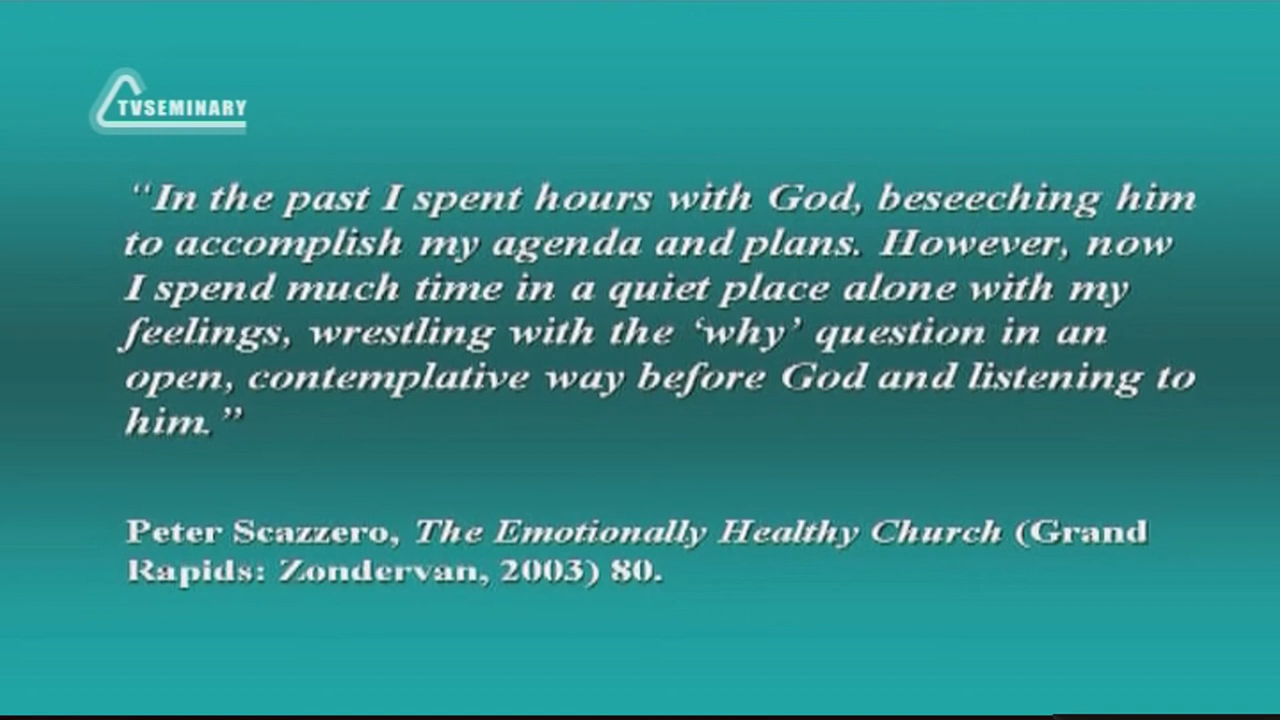 TVSEMINARY
“In the past I spent hours with God, beseeching him
to accomplish my agenda and plans. However, now
I spend much time in a quiet place alone with my
feelings, wrestling with the ‘why’ question in an
open, contemplative way before God and listening to
him.”
Peter Scazzero, The Emotionally Healthy Church (Grand
Rapids: Zondervan, 2003) 80.